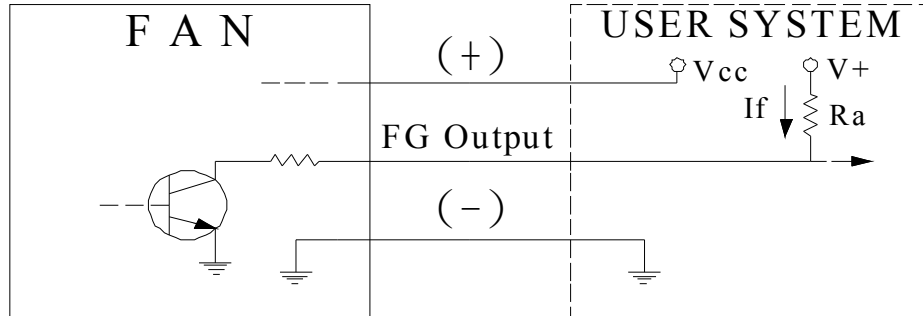 F A N
USER SYSTEM
(+)
Vcc
V+
If
Ra
FG Output
(-)